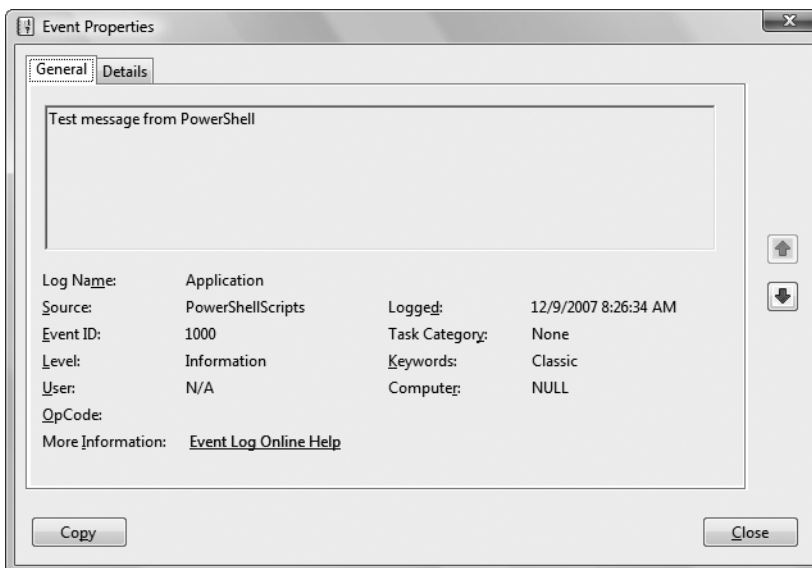 Event Properties
X
General Details
Test message from PowerShell
Log Name: Application
Source: PowerShellScripts Logged: 12/9/2007 8:26:34 AM
Event ID: 1000 Task Category: None
Level: Information Keywords: Classic
User: N/A Computer: NULL
OpCode:
More Information: Event Log Online Help
Copy Close